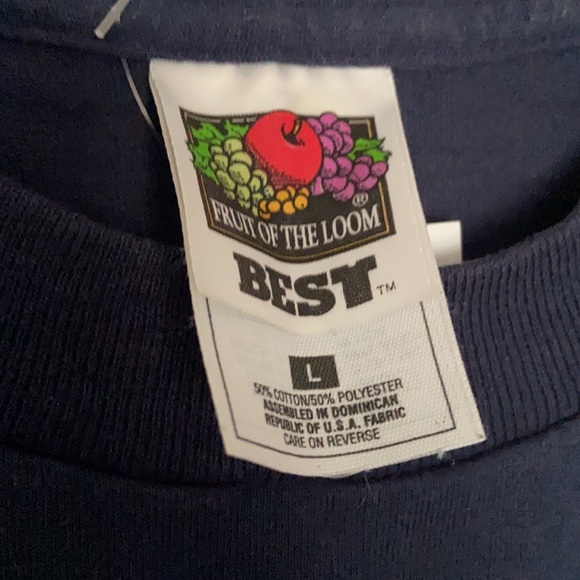 FRUIT OF THE LOOM ®
BEST™
L
50% COTTON/50% POLYESTER
ASSEMBLED IN DOMINICAN
REPUBLIC OF U.S.A. FABRIC
CARE ON REVERSE